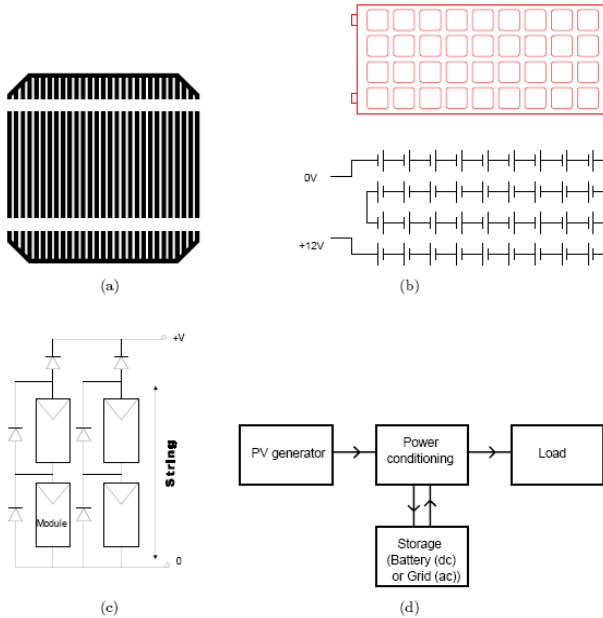 0V
+12V
(a)
(b)
+V
String
Module
0
(c)
PV generator
Power
conditioning
Load
Storage
(Battery (dc)
or Grid (ac))
(d)